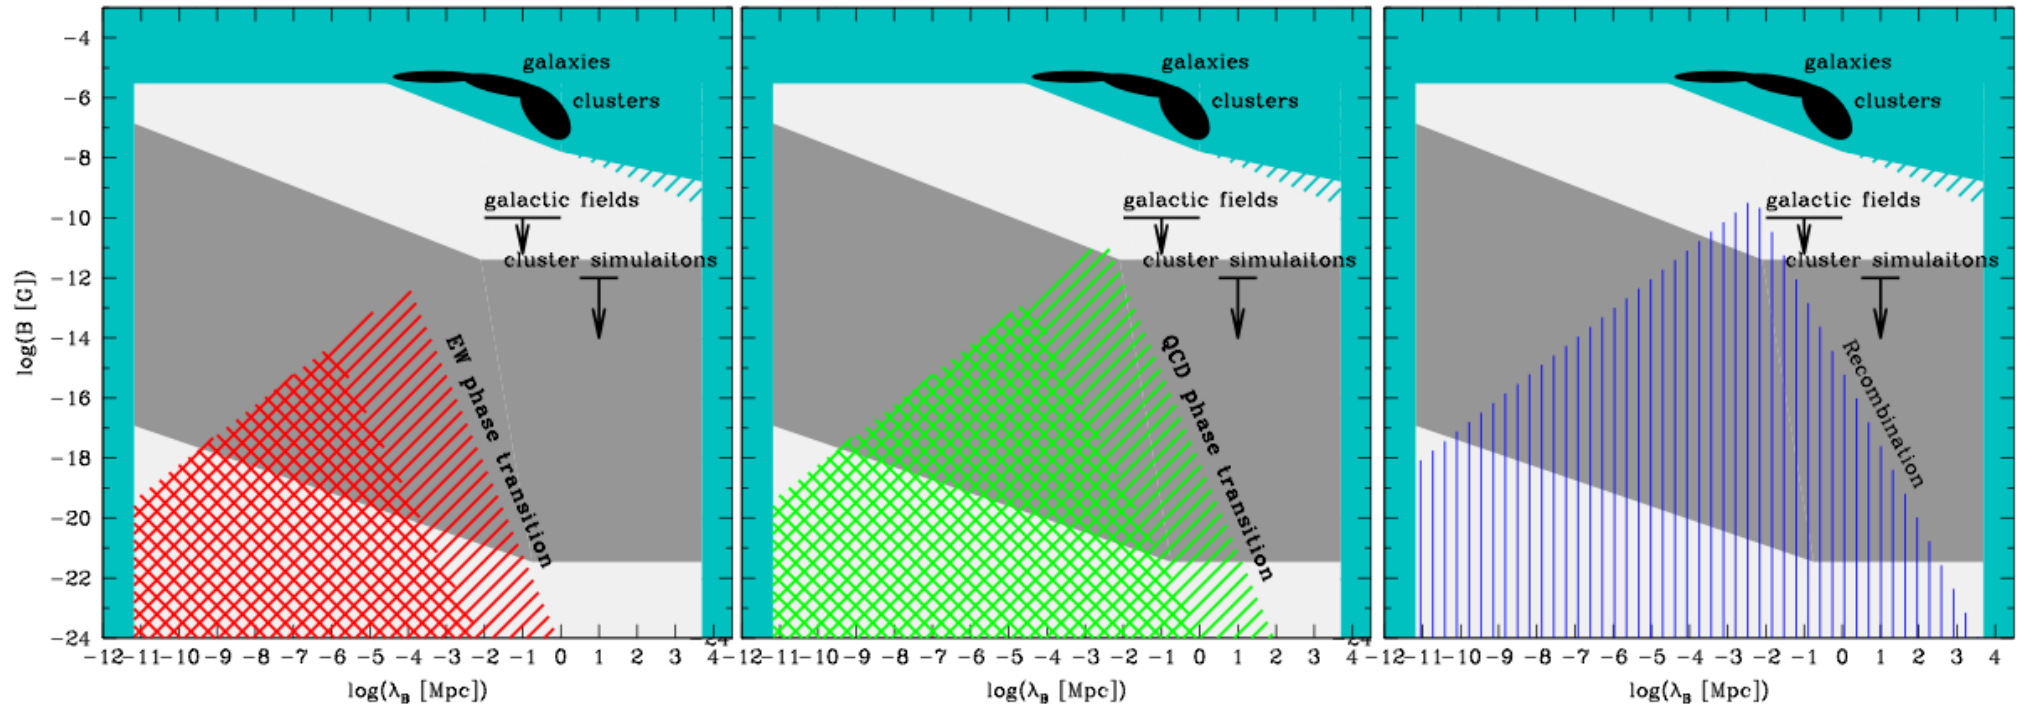 -4
-6
-8
-10
-12
-14
-16
-18
-20
-22
-24
log(B [G])
galaxies
clusters
galactic fields
cluster simulaitons
EW phase transition
-12 -11 -10 -9 -8 -7 -6 -5 -4 -3 -2 -1 0 1 2 3 4
log(λB [Mpc])
-24
galaxies
clusters
galactic fields
cluster simulaitons
QCD phase transition
-12 -11 -10 -9 -8 -7 -6 -5 -4 -3 -2 -1 0 1 2 3 4
log(λB [Mpc])
-24
galaxies
clusters
galactic fields
cluster simulaitons
Recombination
-12 -11 -10 -9 -8 -7 -6 -5 -4 -3 -2 -1 0 1 2 3 4
log(λB [Mpc])